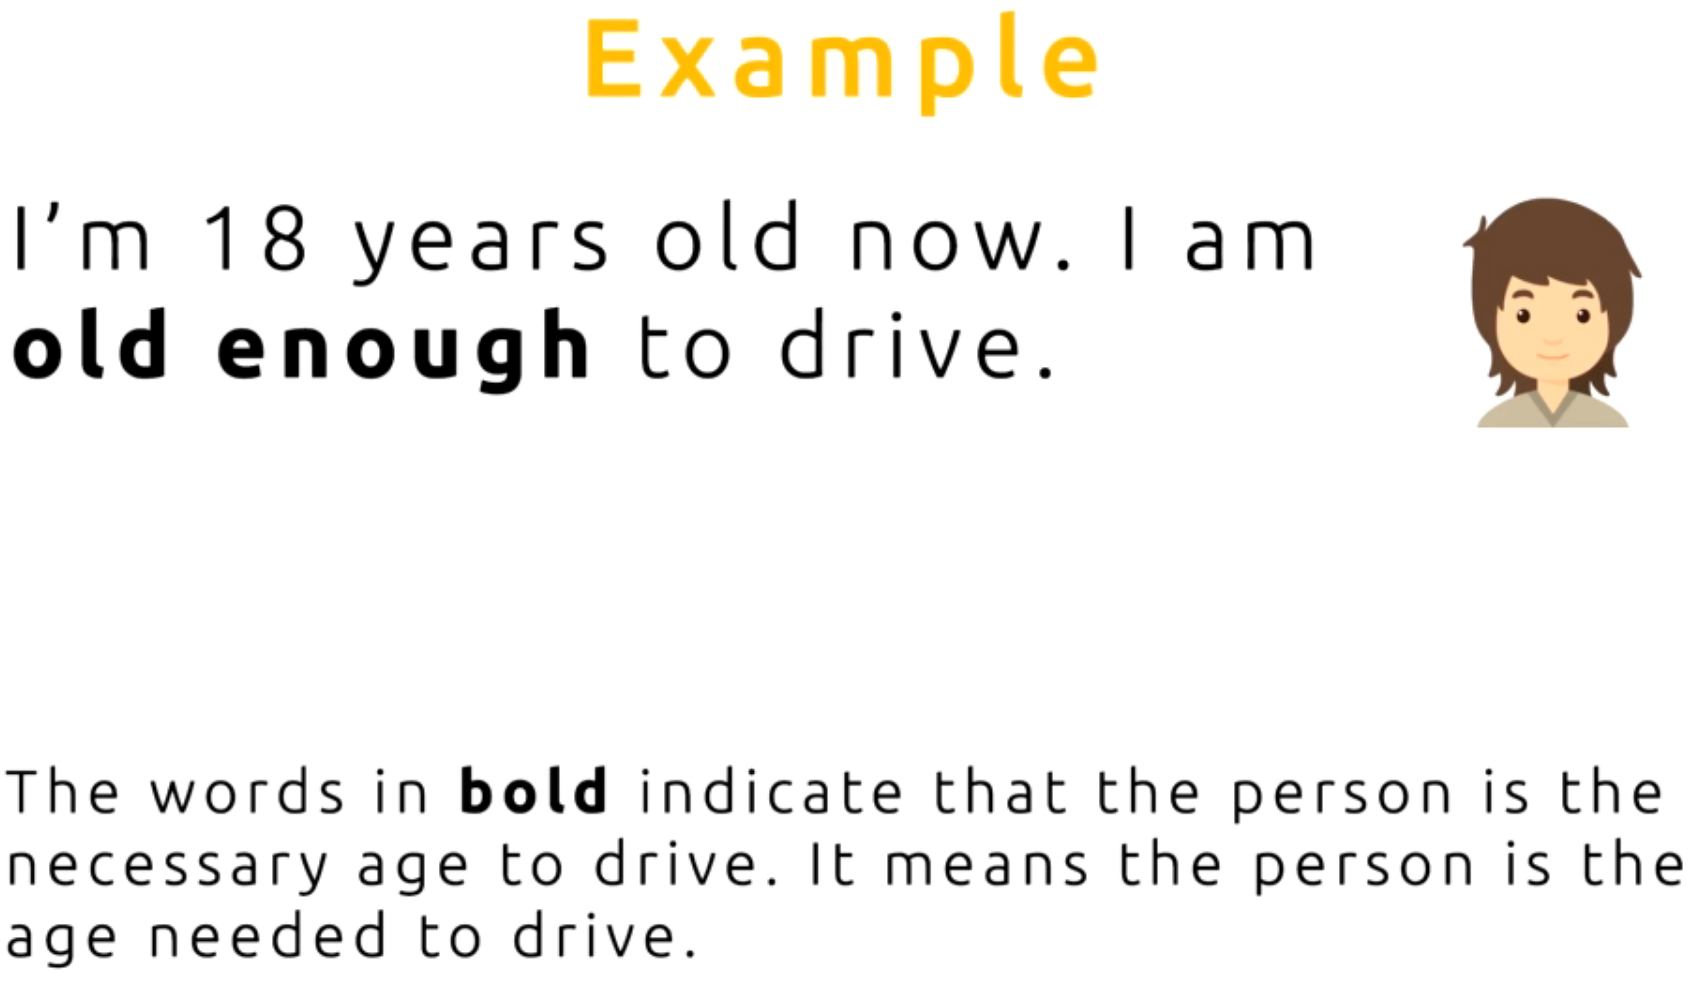 Example
I’m 18 years old now. I am
old enough to drive.
The words in bold indicate that the person is the
necessary age to drive. It means the person is the
age needed to drive.